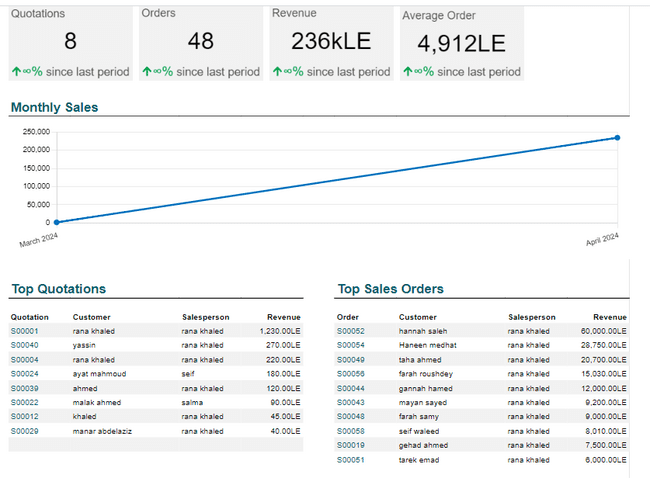 Quotations Orders Revenue Average Order
8 48 236kLE 4,912LE
↑∞% since last period ↑∞% since last period ↑∞% since last period ↑∞% since last period
Monthly Sales
250,000
200,000
150,000
100,000
50,000
0
March 2024 April 2024
Top Quotations
Quotation Customer Salesperson Revenue
S00001 rana khaled rana khaled 1,230.00LE
S00040 yassin rana khaled 270.00LE
S00004 rana khaled rana khaled 220.00LE
S00024 ayat mahmoud seif 180.00LE
S00039 ahmed rana khaled 120.00LE
S00022 malak ahmed salma 90.00LE
S00012 khaled rana khaled 45.00LE
S00029 manar abdelaziz rana khaled 40.00LE
Top Sales Orders
Order Customer Salesperson Revenue
S00052 hannah saleh rana khaled 60,000.00LE
S00054 Haneen medhat rana khaled 28,750.00LE
S00049 taha ahmed rana khaled 20,700.00LE
S00056 farah roushdey rana khaled 15,030.00LE
S00044 gannah hamed rana khaled 12,000.00LE
S00043 mayan sayed rana khaled 9,200.00LE
S00048 farah samy rana khaled 9,000.00LE
S00058 seif waleed rana khaled 8,010.00LE
S00019 gehad ahmed rana khaled 7,500.00LE
S00051 tarek emad rana khaled 6,000.00LE